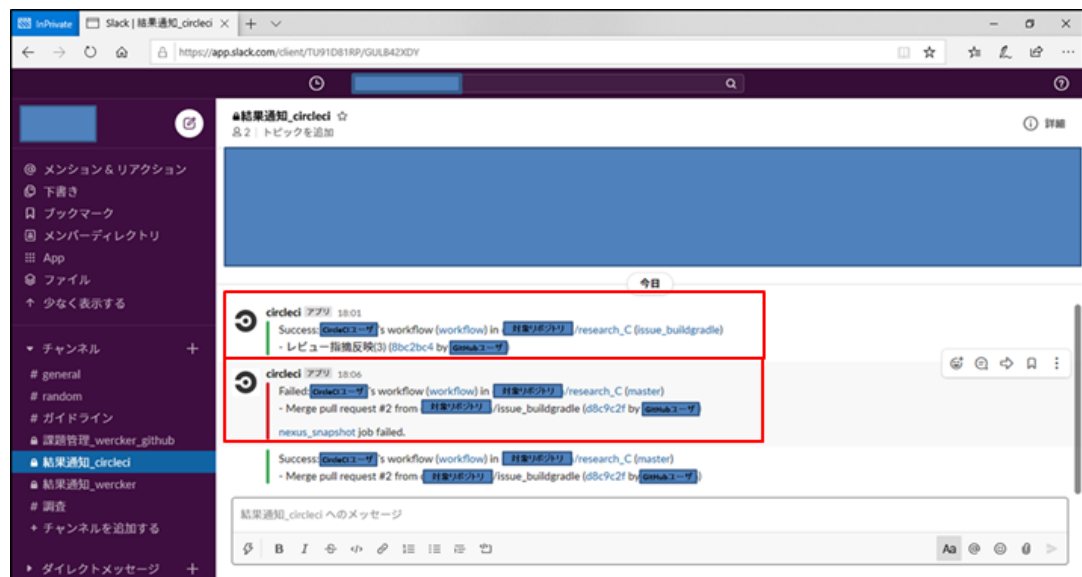 InPrivate
Slack | 結果通知_circleci
https://app.slack.com/client/TU91D81RP/GULB42XDY
結果通知_circleci
2 | トピックを追加
詳細
メンション & リアクション
下書き
ブックマーク
メンバーディレクトリ
App
ファイル
少なく表示する
今日
circleci アプリ 18:01
Success: CircleCIユーザ's workflow (workflow) in 対象リポジトリ/research_C (issue_buildgradle)
- レビュー指摘反映(3) (8bc2bc4 by GitHubユーザ)
circleci アプリ 18:06
Failed: CircleCIユーザ's workflow (workflow) in 対象リポジトリ/research_C (master)
- Merge pull request #2 from 対象リポジトリ/issue_buildgradle (d8c9c2f by GitHubユーザ)
nexus_snapshot job failed.
Success: CircleCIユーザ's workflow (workflow) in 対象リポジトリ/research_C (master)
- Merge pull request #2 from 対象リポジトリ/issue_buildgradle (d8c9c2f by GitHubユーザ)
チャンネル
# general
# random
# ガイドライン
課題管理_wercker_github
結果通知_circleci
結果通知_wercker
# 調査
+ チャンネルを追加する
ダイレクトメッセージ
結果通知_circleci へのメッセージ
B I
Aa